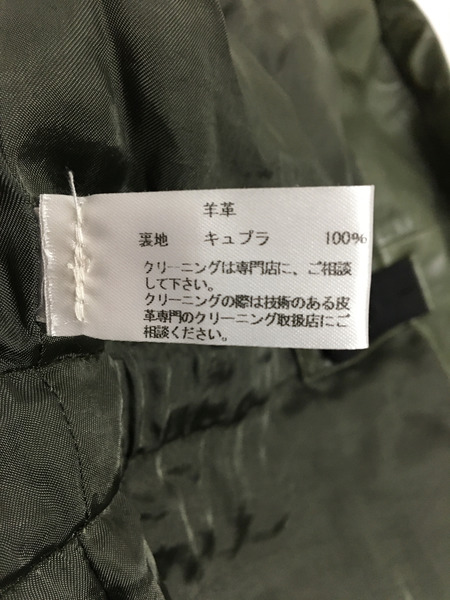 羊革
裏地 キュプラ 100%
クリーニングは専門店に、ご相談
して下さい。
クリーニングの際は技術のある皮
革専門のクリーニング取扱店にご
相談ください。